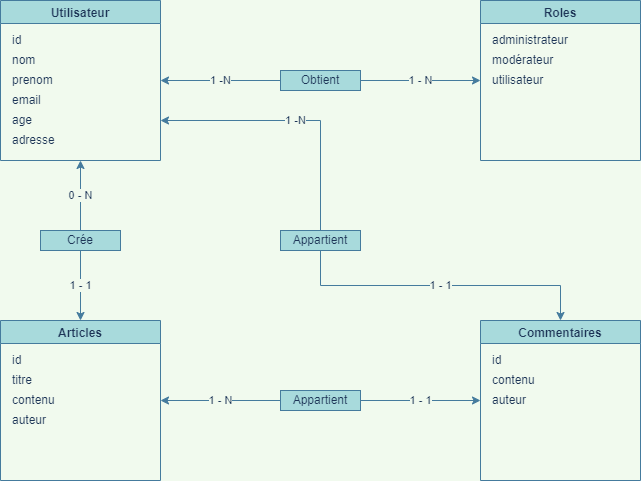 Utilisateur
id
nom
prenom
email
age
adresse
Roles
administrateur
modérateur
utilisateur
1 -N
Obtient
1 - N
1 -N
0 - N
Crée
1 - 1
Appartient
1 - 1
Articles
id
titre
contenu
auteur
Commentaires
id
contenu
auteur
1 - N
Appartient
1 - 1